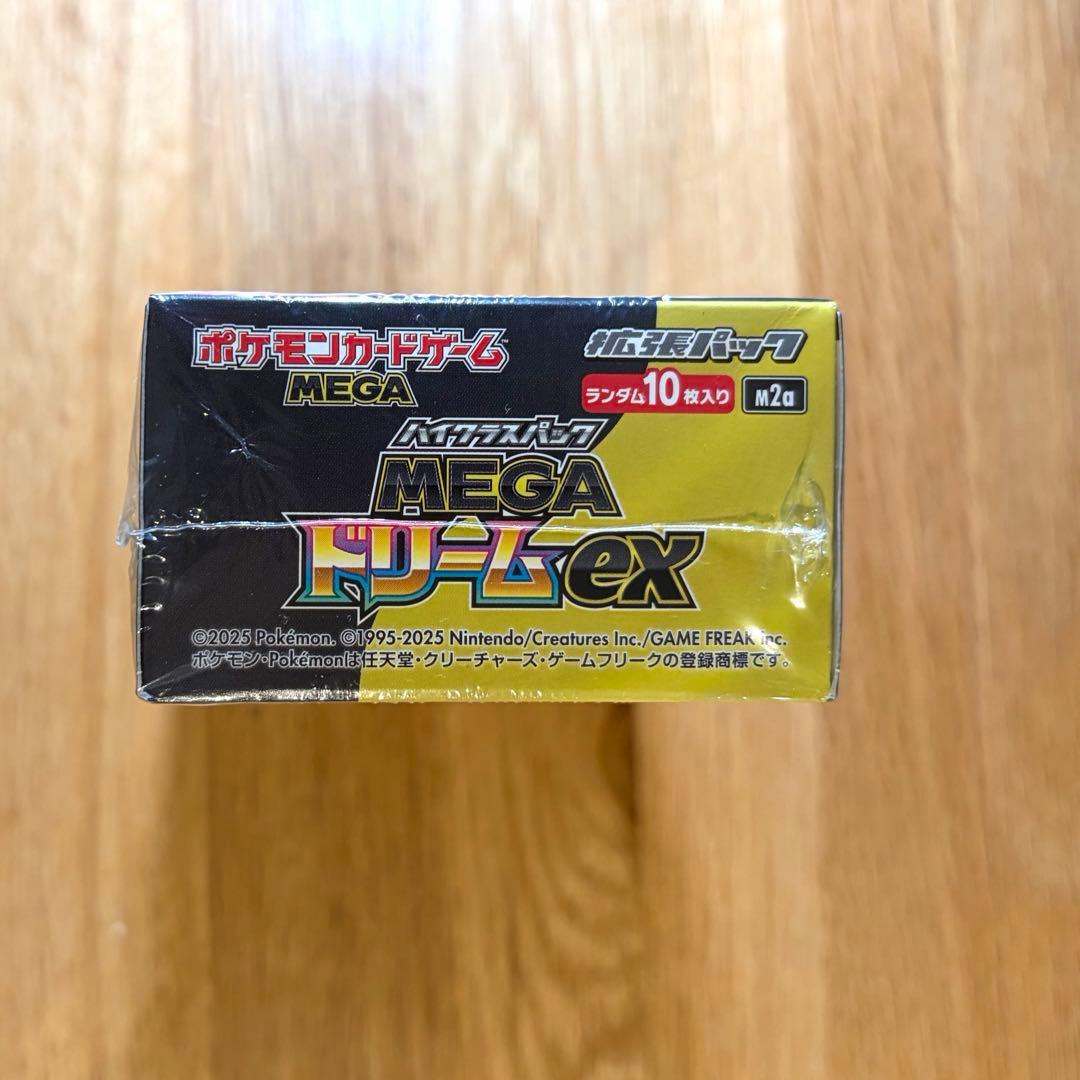 ポケモンカードゲーム™
MEGA
拡張パック
ランダム10枚入り
M2a
ハイクラスパック
MEGA
ドリームex
©2025 Pokémon. ©1995-2025 Nintendo/Creatures Inc./GAME FREAK inc.
ポケモン・Pokémonは任天堂・クリーチャーズ・ゲームフリークの登録商標です。